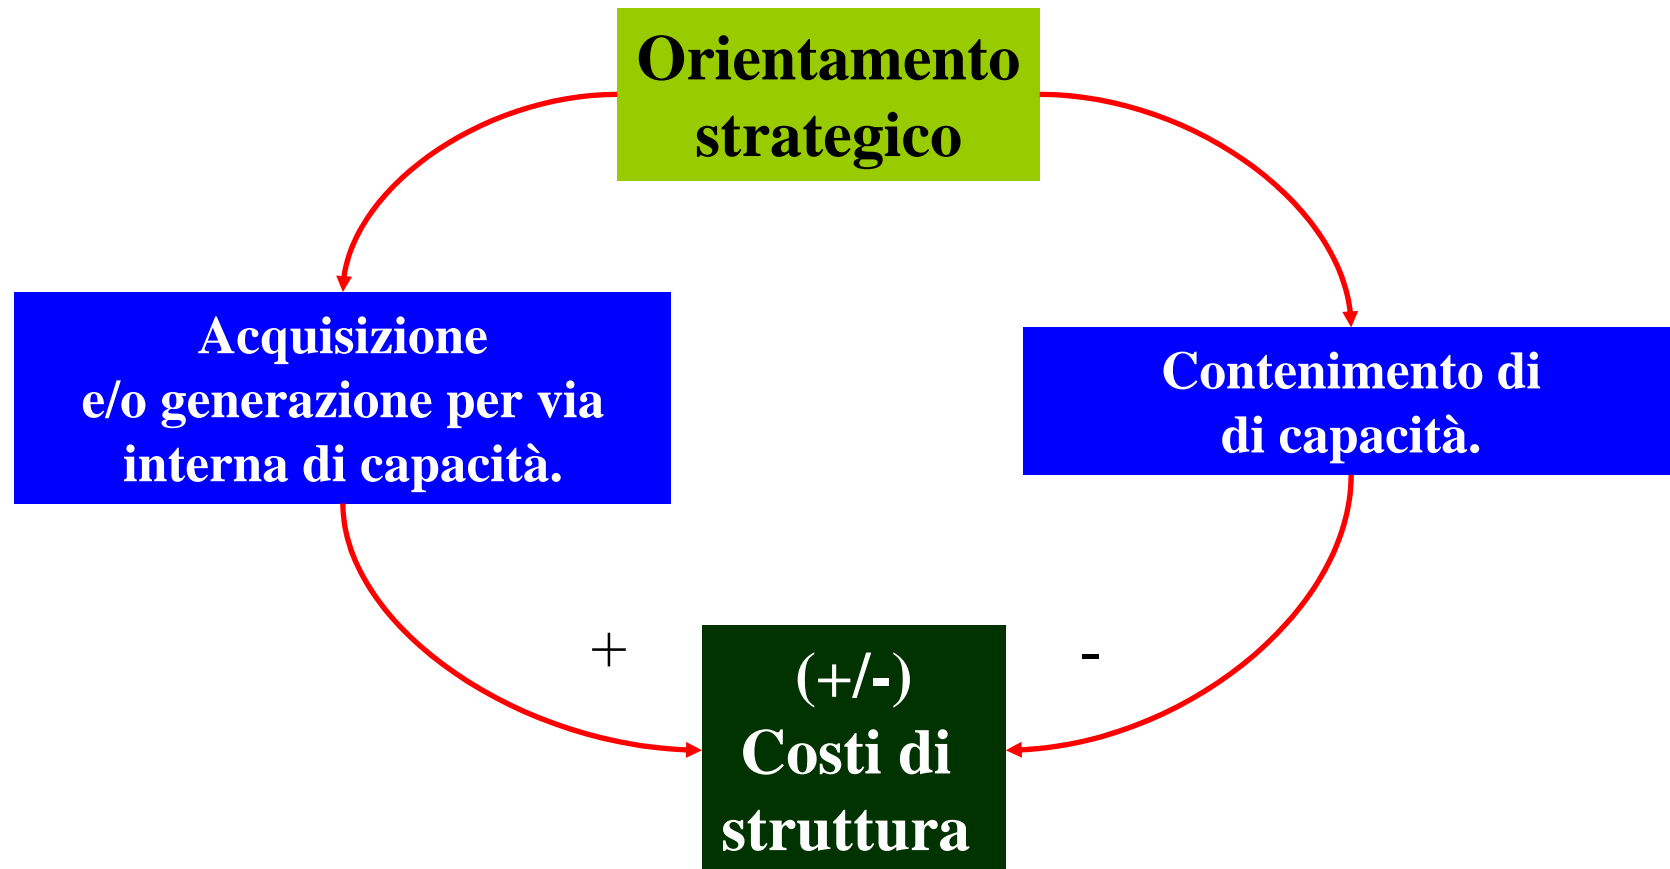 Orientamento
strategico
Acquisizione
e/o generazione per via
interna di capacità.
Contenimento di
di capacità.
+
-
(+/-)
Costi di
struttura